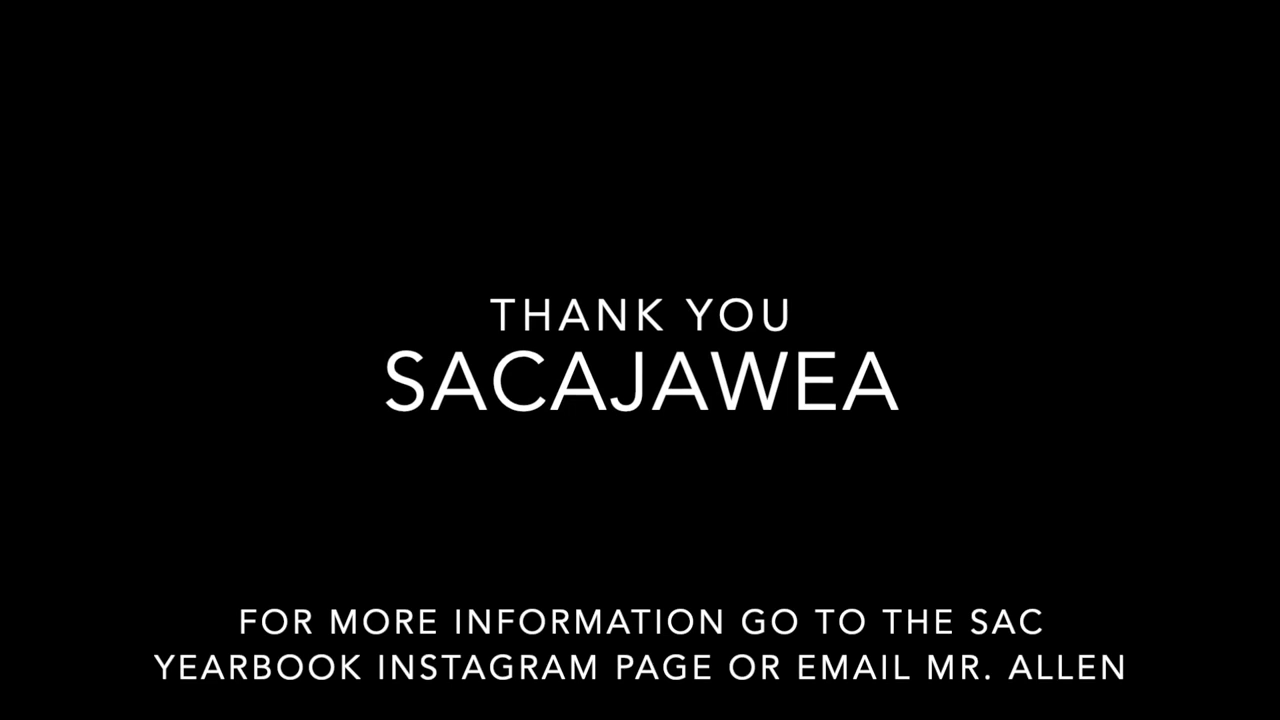 THANK YOU
SACAJAWEA
FOR MORE INFORMATION GO TO THE SAC
YEARBOOK INSTAGRAM PAGE OR EMAIL MR. ALLEN